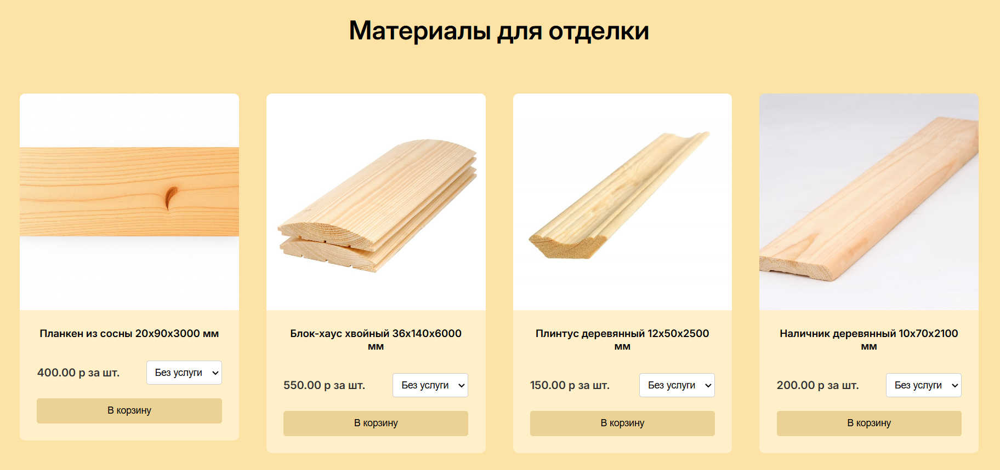 Материалы для отделки
Планкен из сосны 20х90х3000 мм
400.00 р за шт.
Без услуги
В корзину
Блок-хаус хвойный 36х140х6000
мм
550.00 р за шт.
Без услуги
В корзину
Плинтус деревянный 12х50х2500
мм
150.00 р за шт.
Без услуги
В корзину
Наличник деревянный 10х70х2100
мм
200.00 р за шт.
Без услуги
В корзину